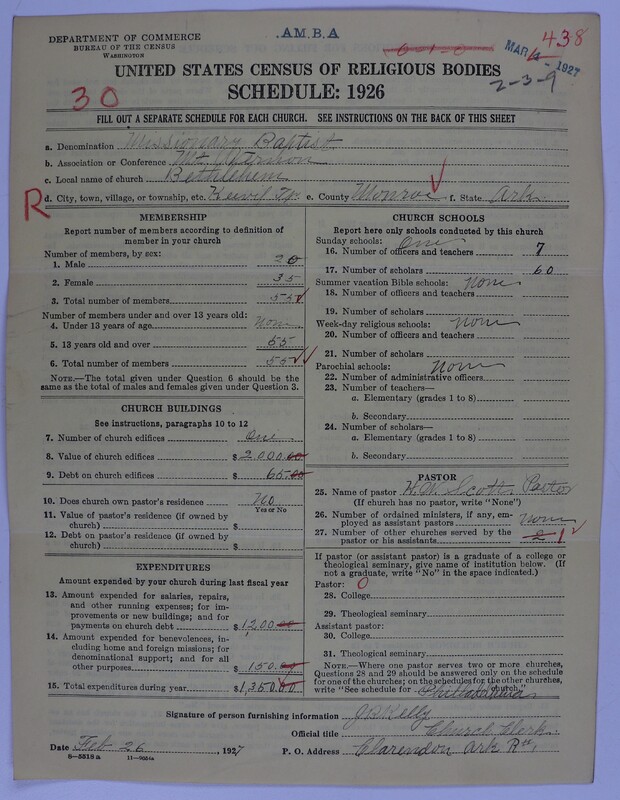 .AM.B.A
DEPARTMENT OF COMMERCE
BUREAU OF THE CENSUS
WASHINGTON
6-1-0
438
MAR 4 - 1927
2-3-9
UNITED STATES CENSUS OF RELIGIOUS BODIES
30
SCHEDULE: 1926
FILL OUT A SEPARATE SCHEDULE FOR EACH CHURCH. SEE INSTRUCTIONS ON THE BACK OF THIS SHEET
a. Denomination Missionary Baptist
b. Association or Conference Mt.
c. Local name of church Bethlehem
R d. City, town, village, or township, etc. Tp. e. County Monroe f. State Ark
MEMBERSHIP
Report number of members according to definition of
member in your church
Number of members, by sex:
1. Male 20
2. Female 35
3. Total number of members 55
Number of members under and over 13 years old:
4. Under 13 years of age None
5. 13 years old and over 55
6. Total number of members 55
NOTE.—The total given under Question 6 should be the
same as the total of males and females given under Question 3.
CHURCH BUILDINGS
See instructions, paragraphs 10 to 12
7. Number of church edifices One
8. Value of church edifices $ 2,000.00
9. Debt on church edifices $ 65.00
10. Does church own pastor's residence No
Yes or No
11. Value of pastor's residence (if owned by
church) $
12. Debt on pastor's residence (if owned by
church) $
EXPENDITURES
Amount expended by your church during last fiscal year
13. Amount expended for salaries, repairs,
and other running expenses; for im-
provements or new buildings; and for
payments on church debt $ 1,200.00
14. Amount expended for benevolences, in-
cluding home and foreign missions; for
denominational support; and for all
other purposes $ 150.00
15. Total expenditures during year $ 1,350.00
CHURCH SCHOOLS
Report here only schools conducted by this church
Sunday schools: One
16. Number of officers and teachers 7
17. Number of scholars 60
Summer vacation Bible schools: None
18. Number of officers and teachers
19. Number of scholars
Week-day religious schools: None
20. Number of officers and teachers
21. Number of scholars
Parochial schools: None
22. Number of administrative officers
23. Number of teachers—
a. Elementary (grades 1 to 8)
b. Secondary
24. Number of scholars—
a. Elementary (grades 1 to 8)
b. Secondary
PASTOR
25. Name of pastor H.W. Scott, Pastor
(If church has no pastor, write "None")
26. Number of ordained ministers, if any, em-
ployed as assistant pastors None
27. Number of other churches served by the
pastor or his assistants 2 1
If pastor (or assistant pastor) is a graduate of a college or
theological seminary, give name of institution below. (If
not a graduate, write "No" in the space indicated.)
Pastor: O
28. College
29. Theological seminary
Assistant pastor:
30. College
31. Theological seminary
NOTE.—Where one pastor serves two or more churches,
Questions 28 and 29 should be answered only on the schedule
for one of the churches; on the schedules for the other churches
write "See schedule for Philladelphia church."
Signature of person furnishing information J.B. Kelly
Official title Church Clerk.
Date Feb 26, 1927 P. O. Address Clarendon Ark
8-5518 a 11-9554a